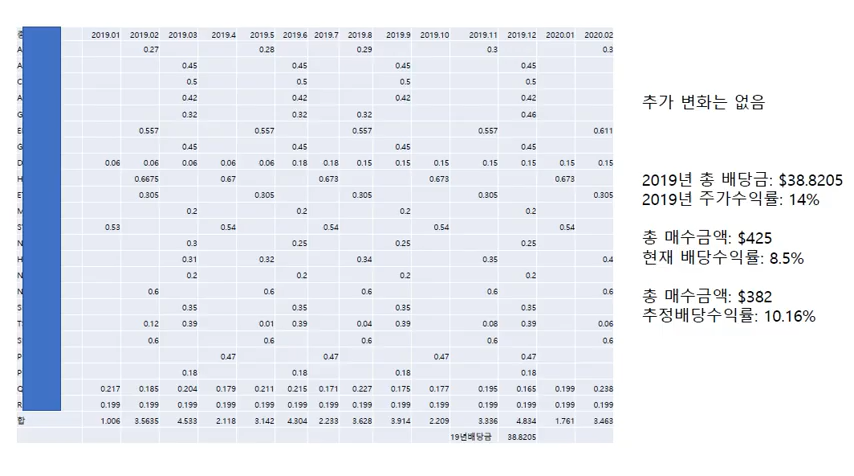 종 2019.01 2019.02 2019.03 2019.4 2019.5 2019.6 2019.7 2019.8 2019.9 2019.10 2019.11 2019.12 2020.01 2020.02
A 0.27 0.28 0.29 0.3 0.3
A 0.45 0.45 0.45 0.45
C 0.5 0.5 0.5 0.5
A 0.42 0.42 0.42 0.42
G 0.32 0.32 0.32 0.46
E 0.557 0.557 0.557 0.557 0.611
G 0.45 0.45 0.45 0.45
D 0.06 0.06 0.06 0.06 0.06 0.18 0.18 0.15 0.15 0.15 0.15 0.15 0.15 0.15
H 0.6675 0.67 0.673 0.673 0.673
E 0.305 0.305 0.305 0.305 0.305
M 0.2 0.2 0.2 0.2
S 0.53 0.54 0.54 0.54 0.54
N 0.3 0.25 0.25 0.25
H 0.31 0.32 0.34 0.35 0.4
N 0.2 0.2 0.2 0.2
N 0.6 0.6 0.6 0.6 0.6
S 0.35 0.35 0.35 0.35
T 0.12 0.39 0.01 0.39 0.04 0.39 0.08 0.39 0.06
S 0.6 0.6 0.6 0.6 0.6
P 0.47 0.47 0.47 0.47
P 0.18 0.18 0.18 0.18
Q 0.217 0.185 0.204 0.179 0.211 0.215 0.171 0.227 0.175 0.177 0.195 0.165 0.199 0.238
R 0.199 0.199 0.199 0.199 0.199 0.199 0.199 0.199 0.199 0.199 0.199 0.199 0.199 0.199
합 1.006 3.5635 4.533 2.118 3.142 4.304 2.233 3.628 3.914 2.209 3.336 4.834 1.761 3.463
19년배당금 38.8205
추가 변화는 없음
2019년 총 배당금: $38.8205
2019년 주가수익률: 14%
총 매수금액: $425
현재 배당수익률: 8.5%
총 매수금액: $382
추정배당수익률: 10.16%